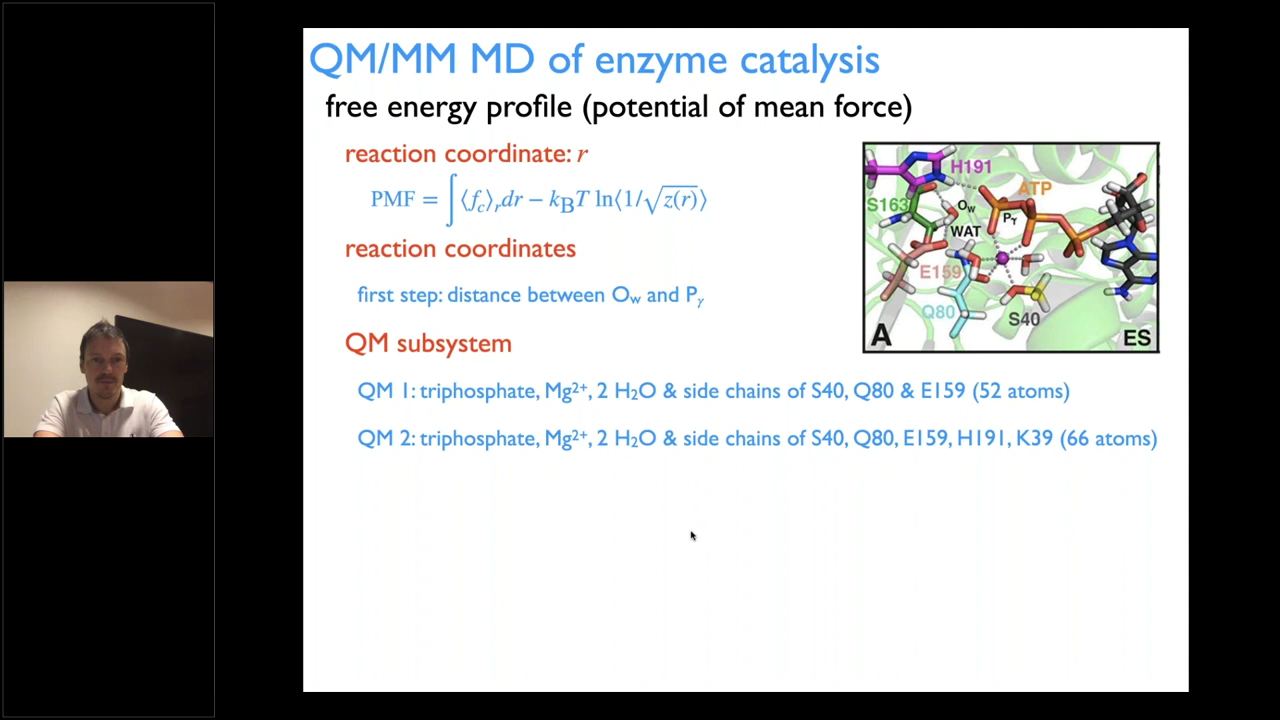 QM/MM MD of enzyme catalysis
free energy profile (potential of mean force)
reaction coordinate: r
PMF = ∫⟨f_c⟩_r dr − k_B T ln⟨1/√z(r)⟩
reaction coordinates
first step: distance between O_w and P_γ
QM subsystem
QM 1: triphosphate, Mg²⁺, 2 H₂O & side chains of S40, Q80 & E159 (52 atoms)
QM 2: triphosphate, Mg²⁺, 2 H₂O & side chains of S40, Q80, E159, H191, K39 (66 atoms)
H191
ATP
S163
O_w
P_γ
WAT
E159
Q80
S40
A
ES